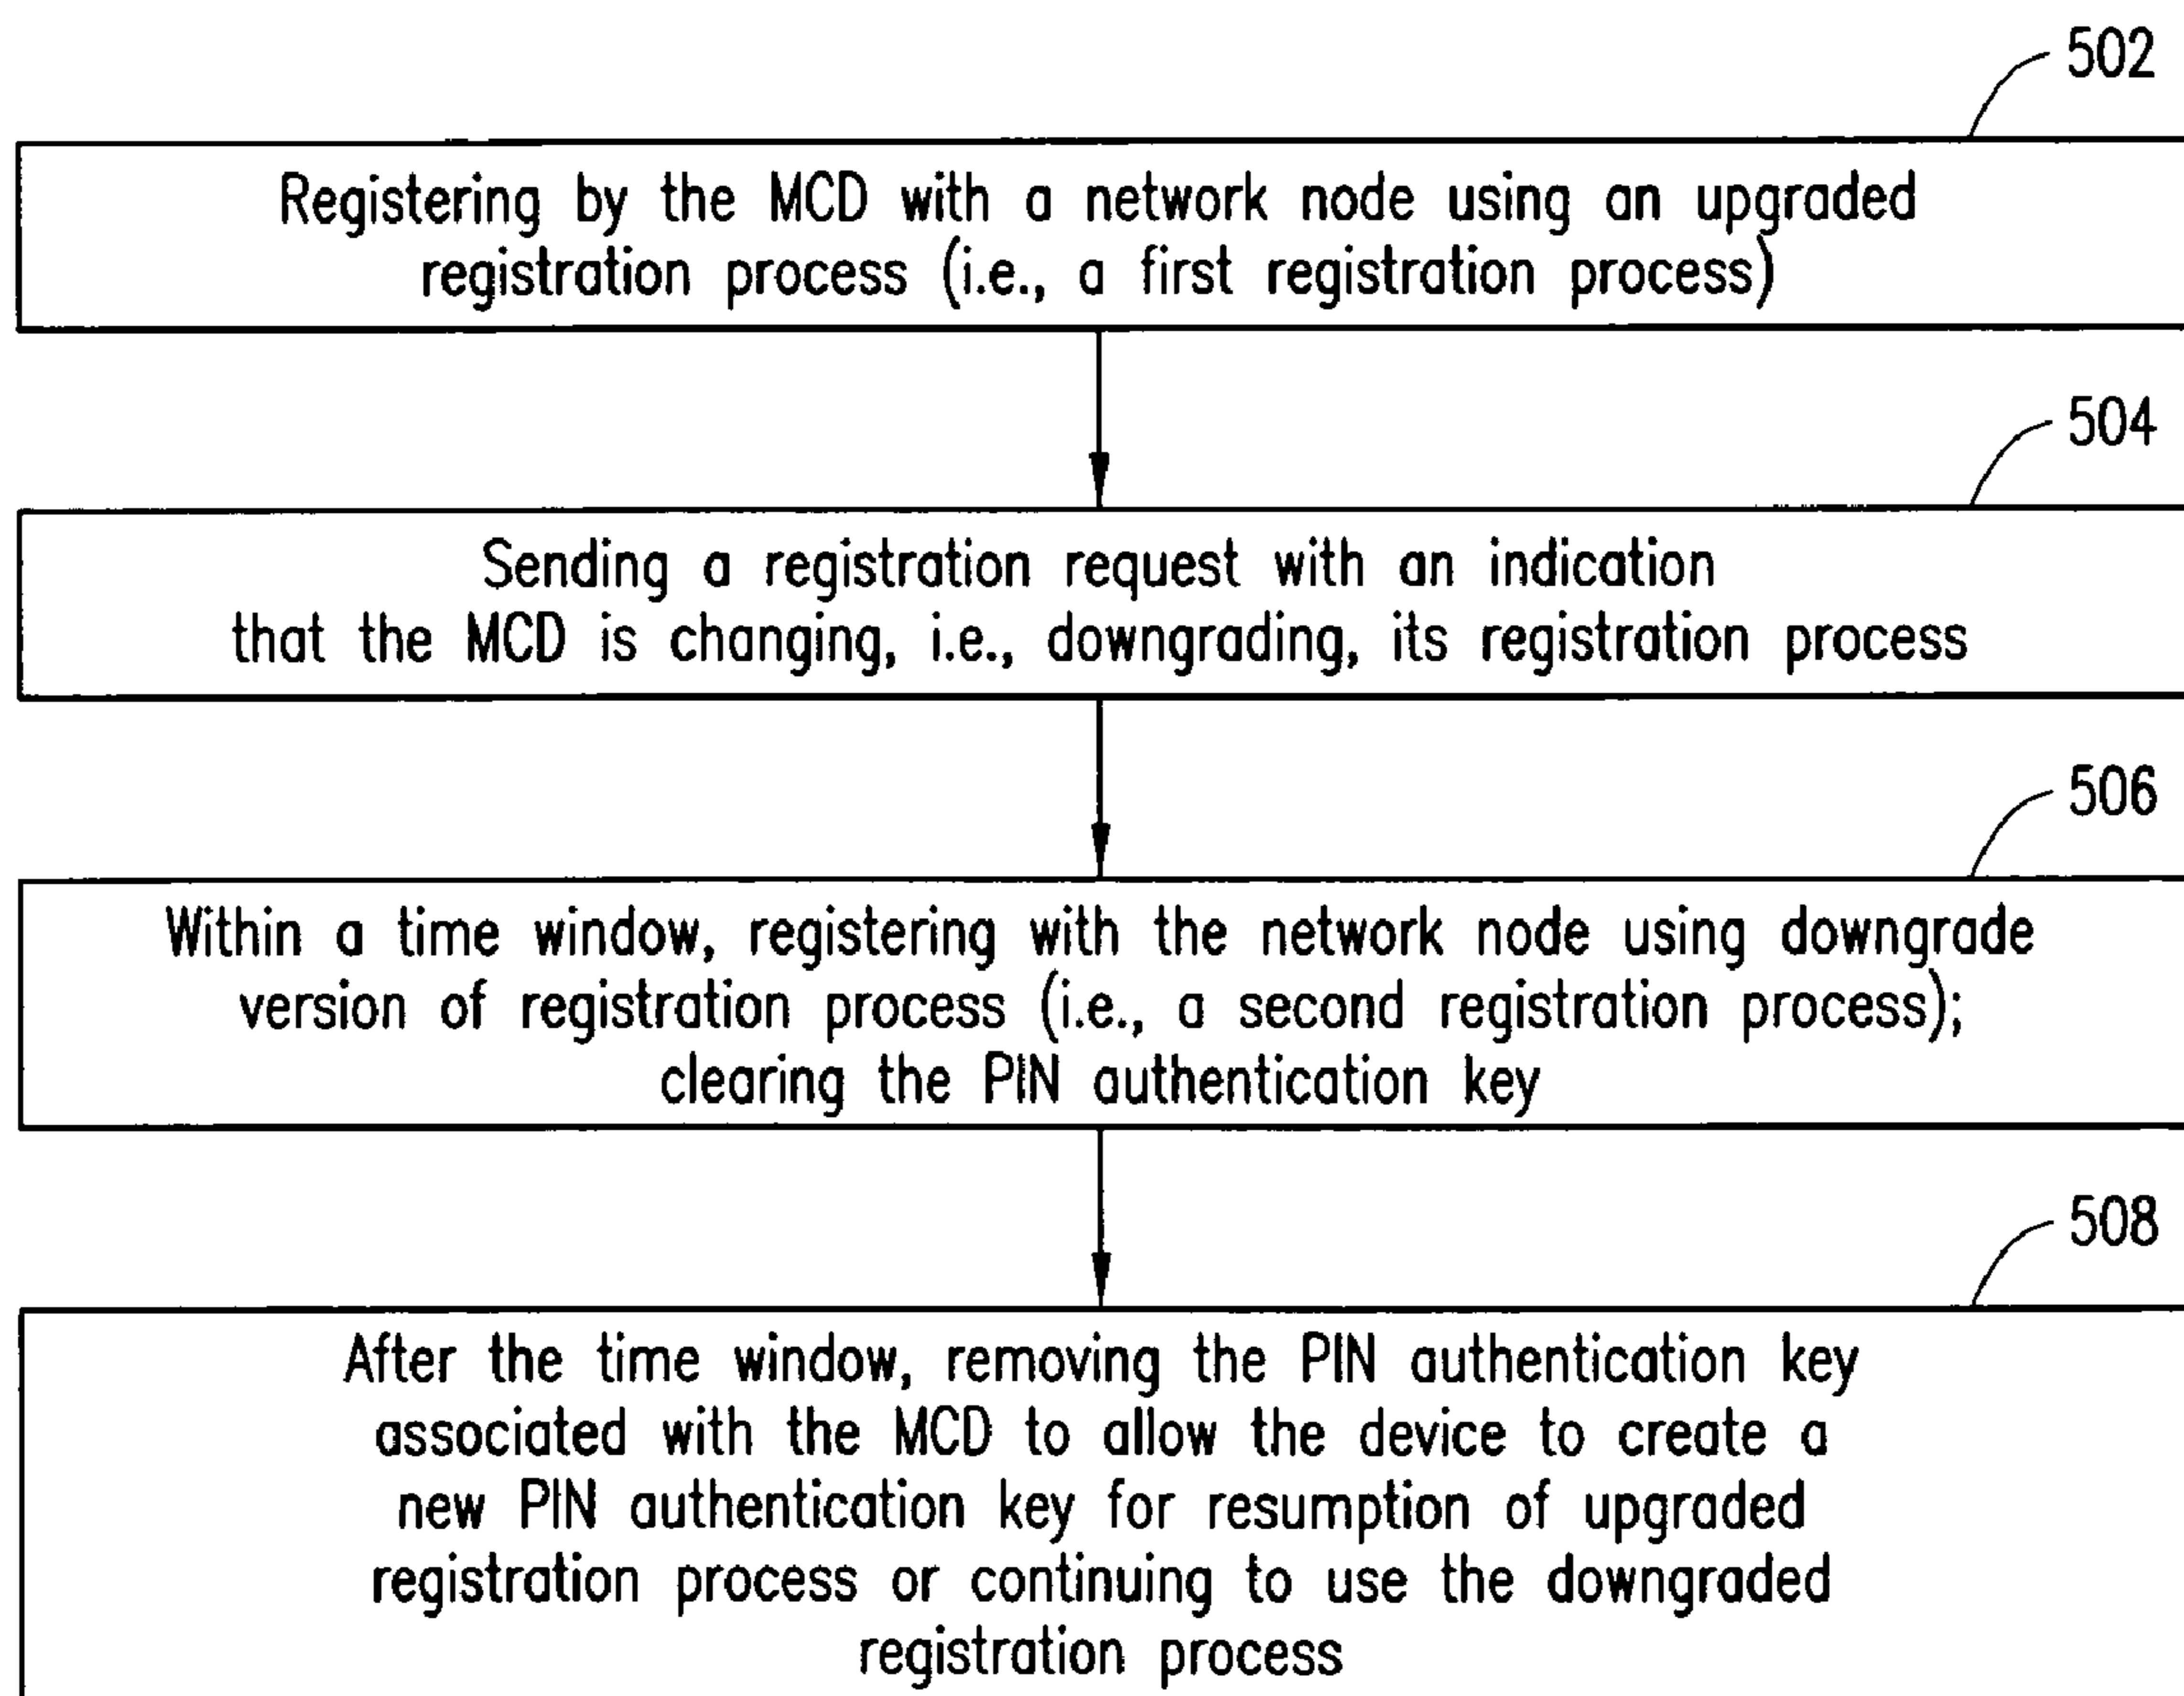 502
Registering by the MCD with a network node using an upgraded
registration process (i.e., a first registration process)
504
Sending a registration request with an indication
that the MCD is changing, i.e., downgrading, its registration process
506
Within a time window, registering with the network node using downgrade
version of registration process (i.e., a second registration process);
clearing the PIN authentication key
508
After the time window, removing the PIN authentication key
associated with the MCD to allow the device to create a
new PIN authentication key for resumption of upgraded
registration process or continuing to use the downgraded
registration process